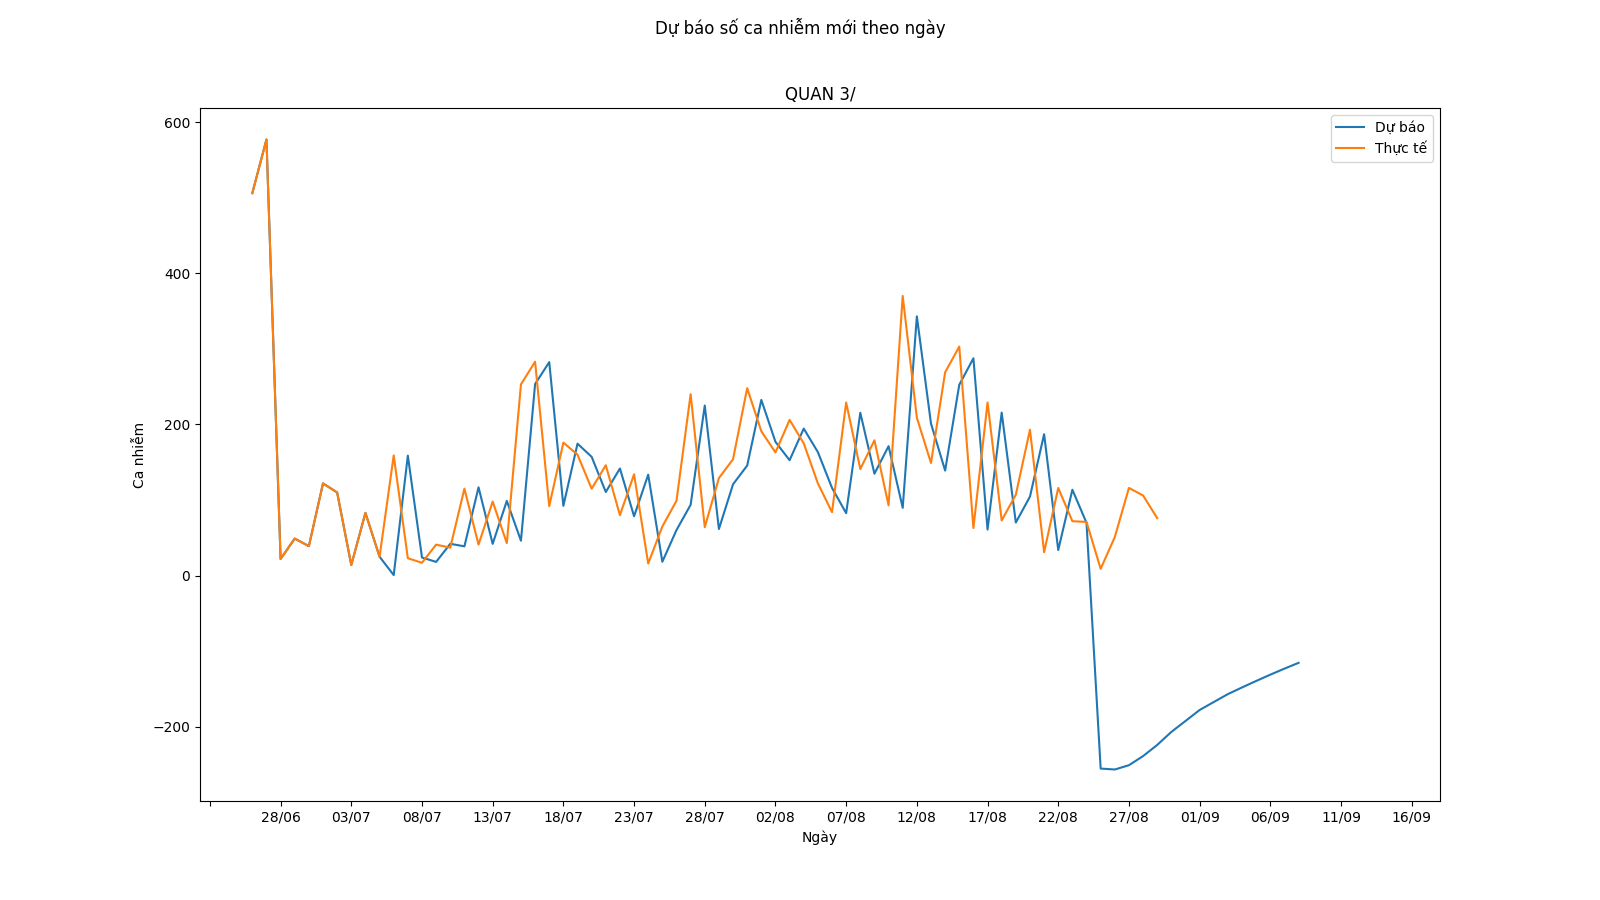 Dự báo số ca nhiễm mới theo ngày
QUAN 3/
Dự báo
Thực tế
600
400
200
0
−200
Ca nhiễm
28/06 03/07 08/07 13/07 18/07 23/07 28/07 02/08 07/08 12/08 17/08 22/08 27/08 01/09 06/09 11/09 16/09
Ngày